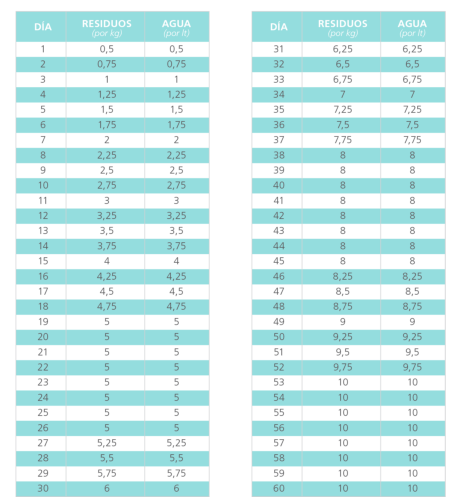 DÍA RESIDUOS (por kg) AGUA (por lt)
1 0,5 0,5
2 0,75 0,75
3 1 1
4 1,25 1,25
5 1,5 1,5
6 1,75 1,75
7 2 2
8 2,25 2,25
9 2,5 2,5
10 2,75 2,75
11 3 3
12 3,25 3,25
13 3,5 3,5
14 3,75 3,75
15 4 4
16 4,25 4,25
17 4,5 4,5
18 4,75 4,75
19 5 5
20 5 5
21 5 5
22 5 5
23 5 5
24 5 5
25 5 5
26 5 5
27 5,25 5,25
28 5,5 5,5
29 5,75 5,75
30 6 6
DÍA RESIDUOS (por kg) AGUA (por lt)
31 6,25 6,25
32 6,5 6,5
33 6,75 6,75
34 7 7
35 7,25 7,25
36 7,5 7,5
37 7,75 7,75
38 8 8
39 8 8
40 8 8
41 8 8
42 8 8
43 8 8
44 8 8
45 8 8
46 8,25 8,25
47 8,5 8,5
48 8,75 8,75
49 9 9
50 9,25 9,25
51 9,5 9,5
52 9,75 9,75
53 10 10
54 10 10
55 10 10
56 10 10
57 10 10
58 10 10
59 10 10
60 10 10